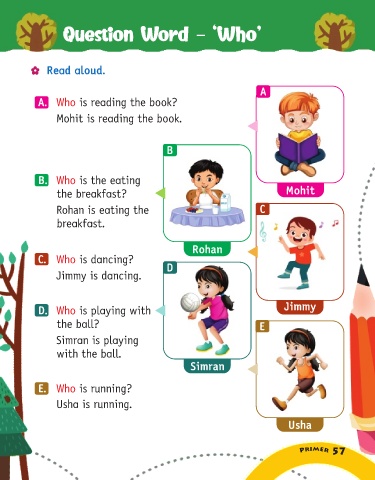 Question Word – 'Who'
Read aloud.
A. Who is reading the book?
Mohit is reading the book.
A
Mohit
B. Who is the eating
the breakfast?
Rohan is eating the
breakfast.
B
Rohan
C. Who is dancing?
Jimmy is dancing.
C
Jimmy
D. Who is playing with
the ball?
Simran is playing
with the ball.
D
Simran
E. Who is running?
Usha is running.
E
Usha
PRIMER 57